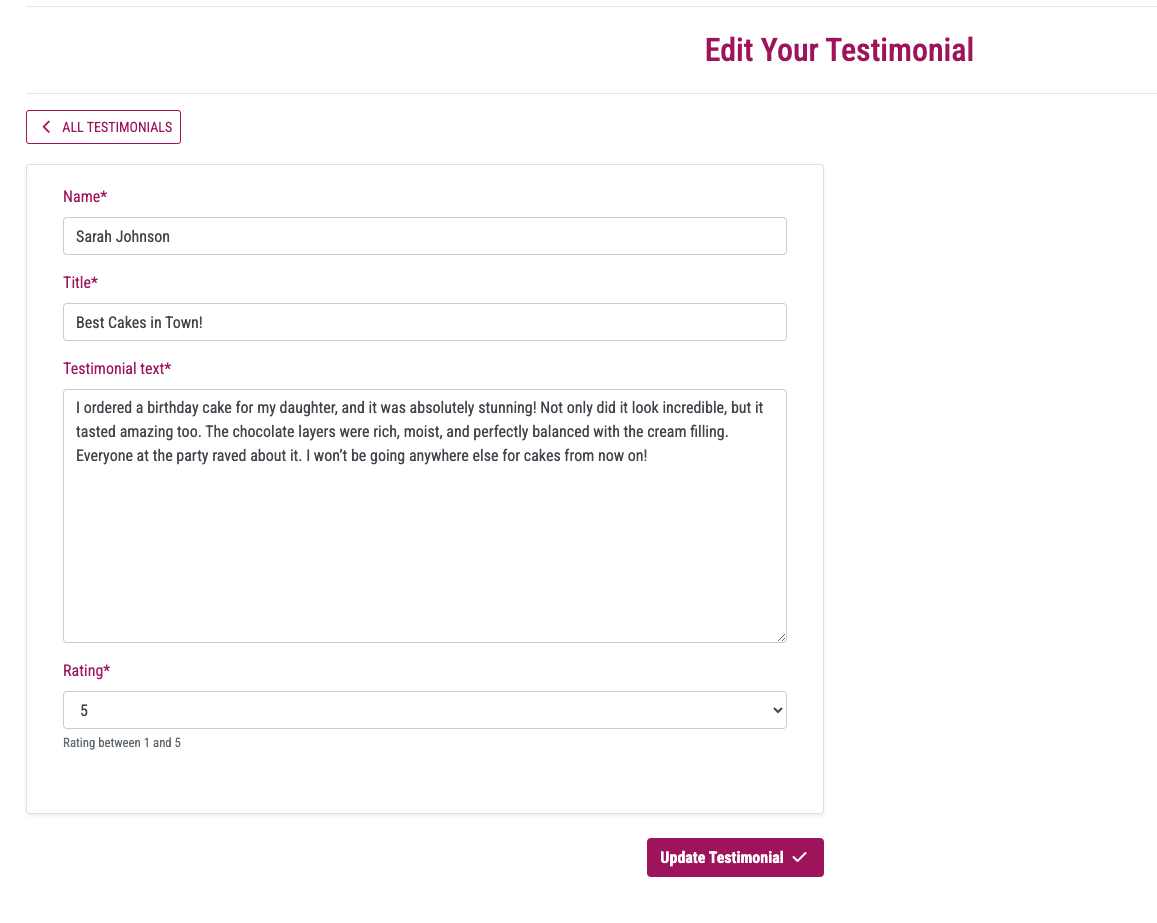 Edit Your Testimonial
ALL TESTIMONIALS
Name*
Sarah Johnson
Title*
Best Cakes in Town!
Testimonial text*
I ordered a birthday cake for my daughter, and it was absolutely stunning! Not only did it look incredible, but it
tasted amazing too. The chocolate layers were rich, moist, and perfectly balanced with the cream filling.
Everyone at the party raved about it. I won’t be going anywhere else for cakes from now on!
Rating*
5
Rating between 1 and 5
Update Testimonial